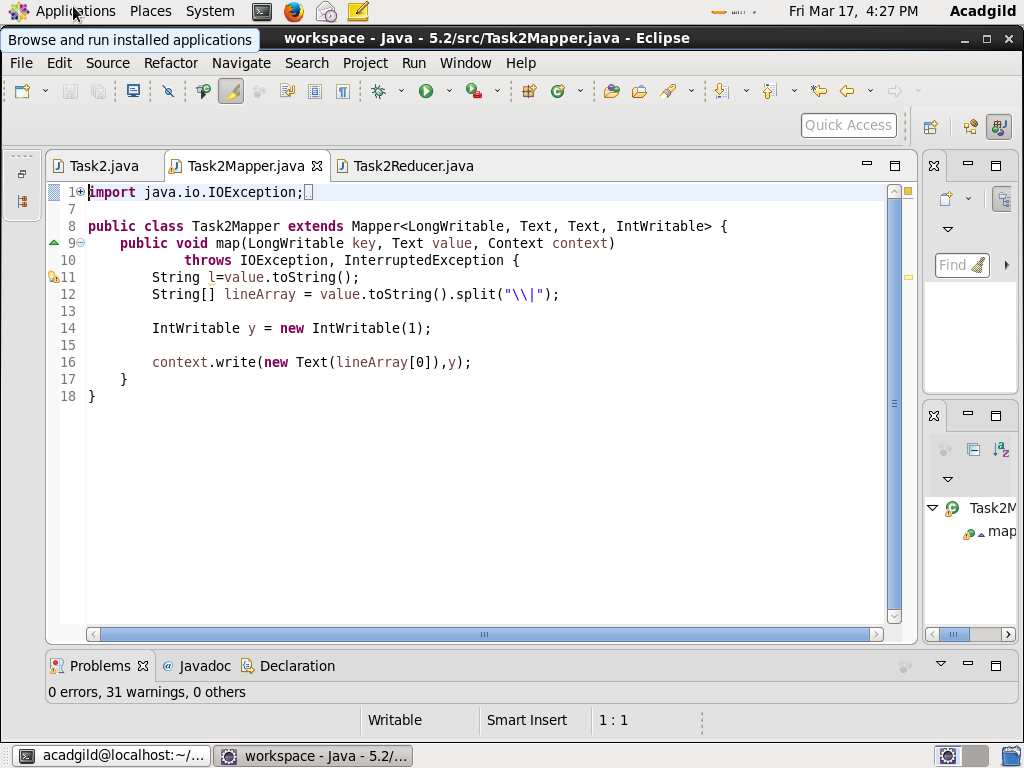 Applications Places System Fri Mar 17, 4:27 PM Acadgild
Browse and run installed applications
workspace - Java - 5.2/src/Task2Mapper.java - Eclipse
File Edit Source Refactor Navigate Search Project Run Window Help
Quick Access
Task2.java Task2Mapper.java Task2Reducer.java
1 import java.io.IOException;
7
8 public class Task2Mapper extends Mapper<LongWritable, Text, Text, IntWritable> {
9 public void map(LongWritable key, Text value, Context context)
10 throws IOException, InterruptedException {
11 String l=value.toString();
12 String[] lineArray = value.toString().split("\\|");
13
14 IntWritable y = new IntWritable(1);
15
16 context.write(new Text(lineArray[0]),y);
17 }
18 }
Find
Task2M
map
Problems @ Javadoc Declaration
0 errors, 31 warnings, 0 others
Writable Smart Insert 1 : 1
acadgild@localhost:~/... workspace - Java - 5.2/...